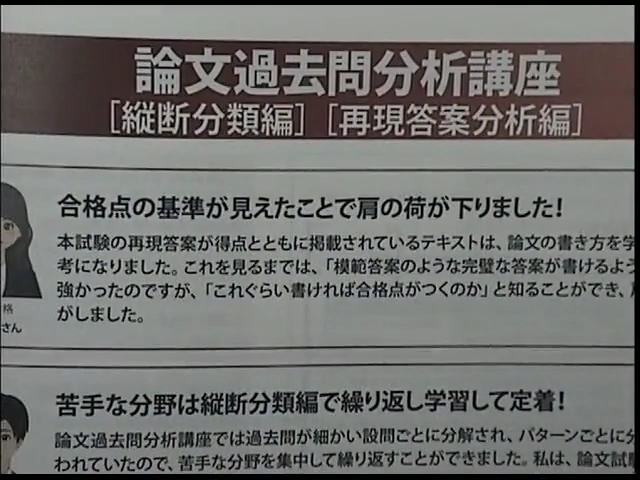 論文過去問分析講座
[縦断分類編] [再現答案分析編]
合格点の基準が見えたことで肩の荷が下りました!
本試験の再現答案が得点とともに掲載されているテキストは、論文の書き方を学
考になりました。これを見るまでは、「模範答案のような完璧な答案が書けるよう
強かったのですが、「これぐらい書ければ合格点がつくのか」と知ることができ、
がしました。
格
さん
苦手な分野は縦断分類編で繰り返し学習して定着!
論文過去問分析講座では過去問が細かい設問ごとに分解され、パターンごとに分
われていたので、苦手な分野を集中して繰り返すことができました。私は、論文試験